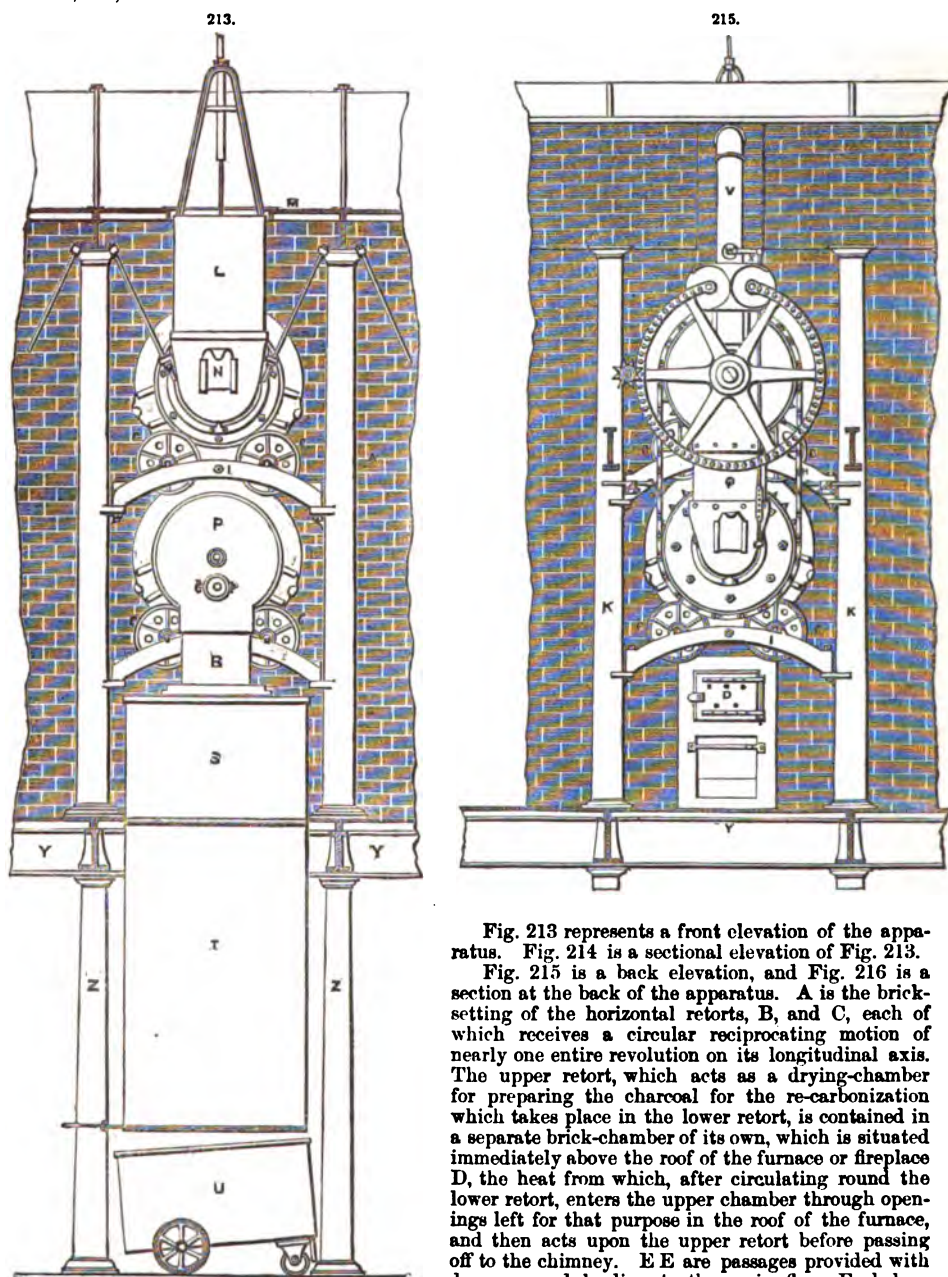 213.
215.
M
L
N
I
P
R
S
Y
Y
T
Z
Z
U
V
Q
K
K
I
D
Y
Fig. 213 represents a front elevation of the appa-
ratus. Fig. 214 is a sectional elevation of Fig. 213.
Fig. 215 is a back elevation, and Fig. 216 is a
section at the back of the apparatus. A is the brick-
setting of the horizontal retorts, B, and C, each of
which receives a circular reciprocating motion of
nearly one entire revolution on its longitudinal axis.
The upper retort, which acts as a drying-chamber
for preparing the charcoal for the re-carbonization
which takes place in the lower retort, is contained in
a separate brick-chamber of its own, which is situated
immediately above the roof of the furnace or fireplace
D, the heat from which, after circulating round the
lower retort, enters the upper chamber through open-
ings left for that purpose in the roof of the furnace,
and then acts upon the upper retort before passing
off to the chimney. E E are passages provided with